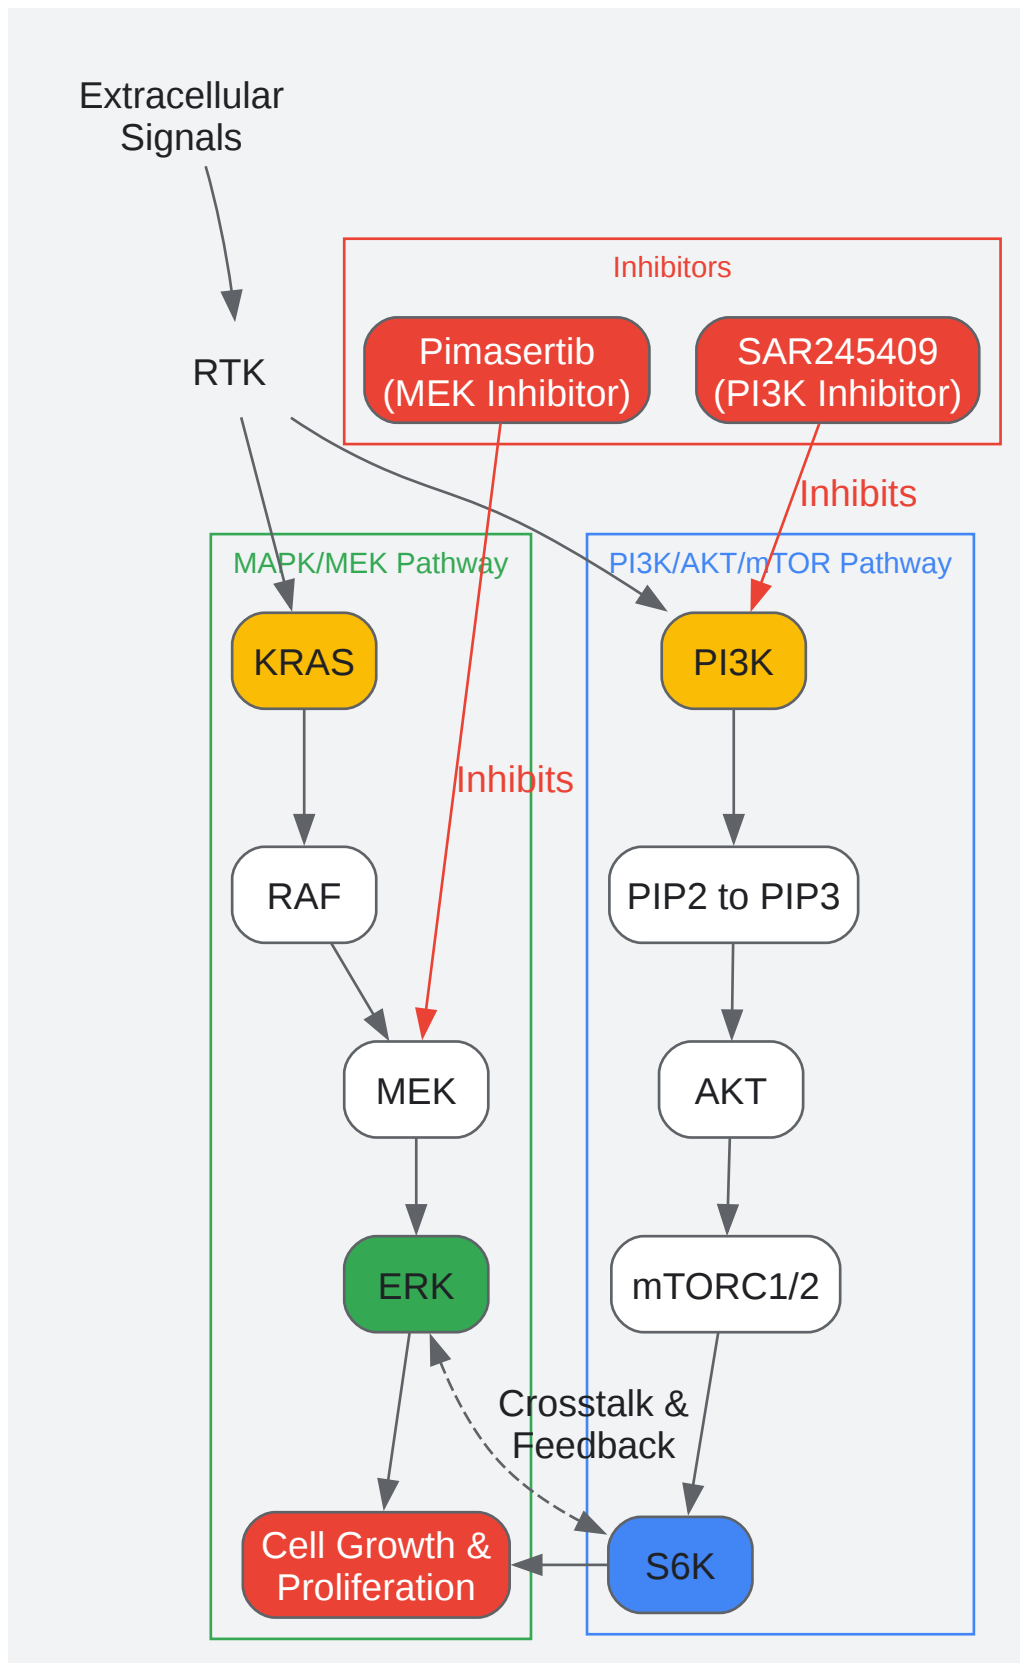 Extracellular
Signals
Inhibitors
Pimasertib
(MEK Inhibitor)
SAR245409
(PI3K Inhibitor)
RTK
Inhibits
MAPK/MEK Pathway
PI3K/AKT/mTOR Pathway
KRAS
PI3K
Inhibits
RAF
PIP2 to PIP3
MEK
AKT
ERK
mTORC1/2
Crosstalk &
Feedback
Cell Growth &
Proliferation
S6K